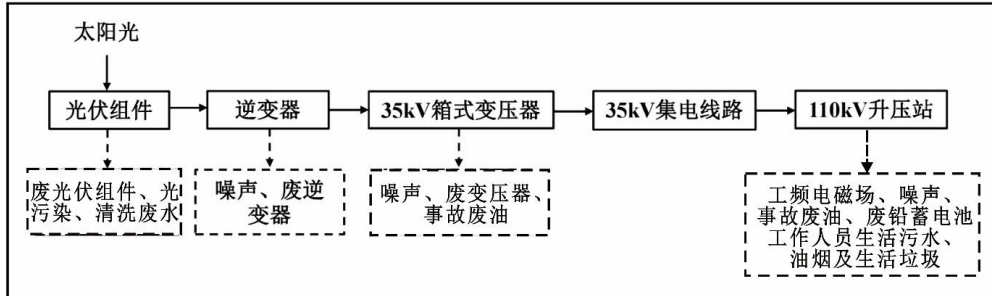 太阳光
光伏组件
逆变器
35kV箱式变压器
35kV集电线路
110kV升压站
废光伏组件、光
污染、清洗废水
噪声、废逆
变器
噪声、废变压器、
事故废油
工频电磁场、噪声、
事故废油、废铅蓄电池
工作人员生活污水、
油烟及生活垃圾